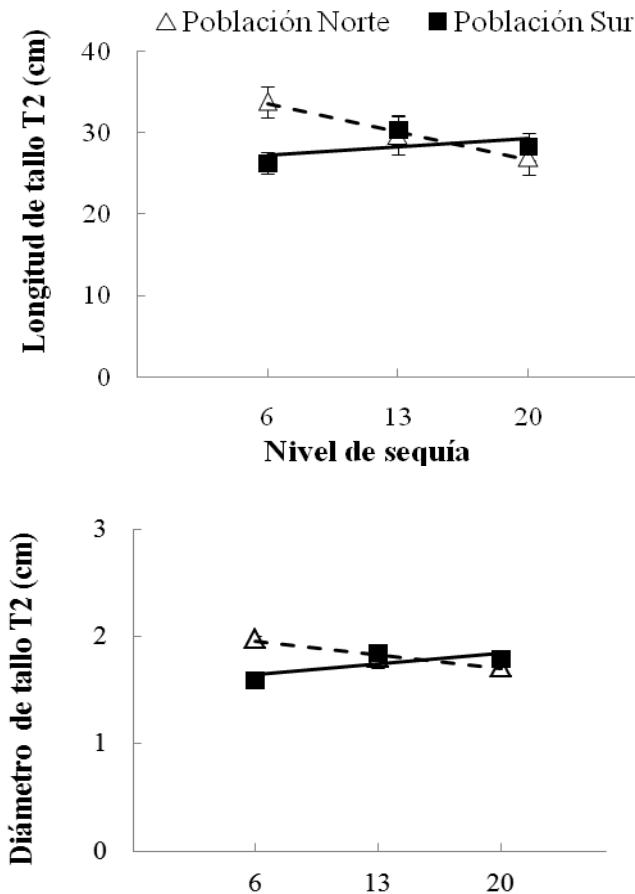 Población Norte Población Sur
Longitud de tallo T2 (cm)
40
30
20
10
0
6 13 20
Nivel de sequía
Diámetro de tallo T2 (cm)
3
2
1
0
6 13 20